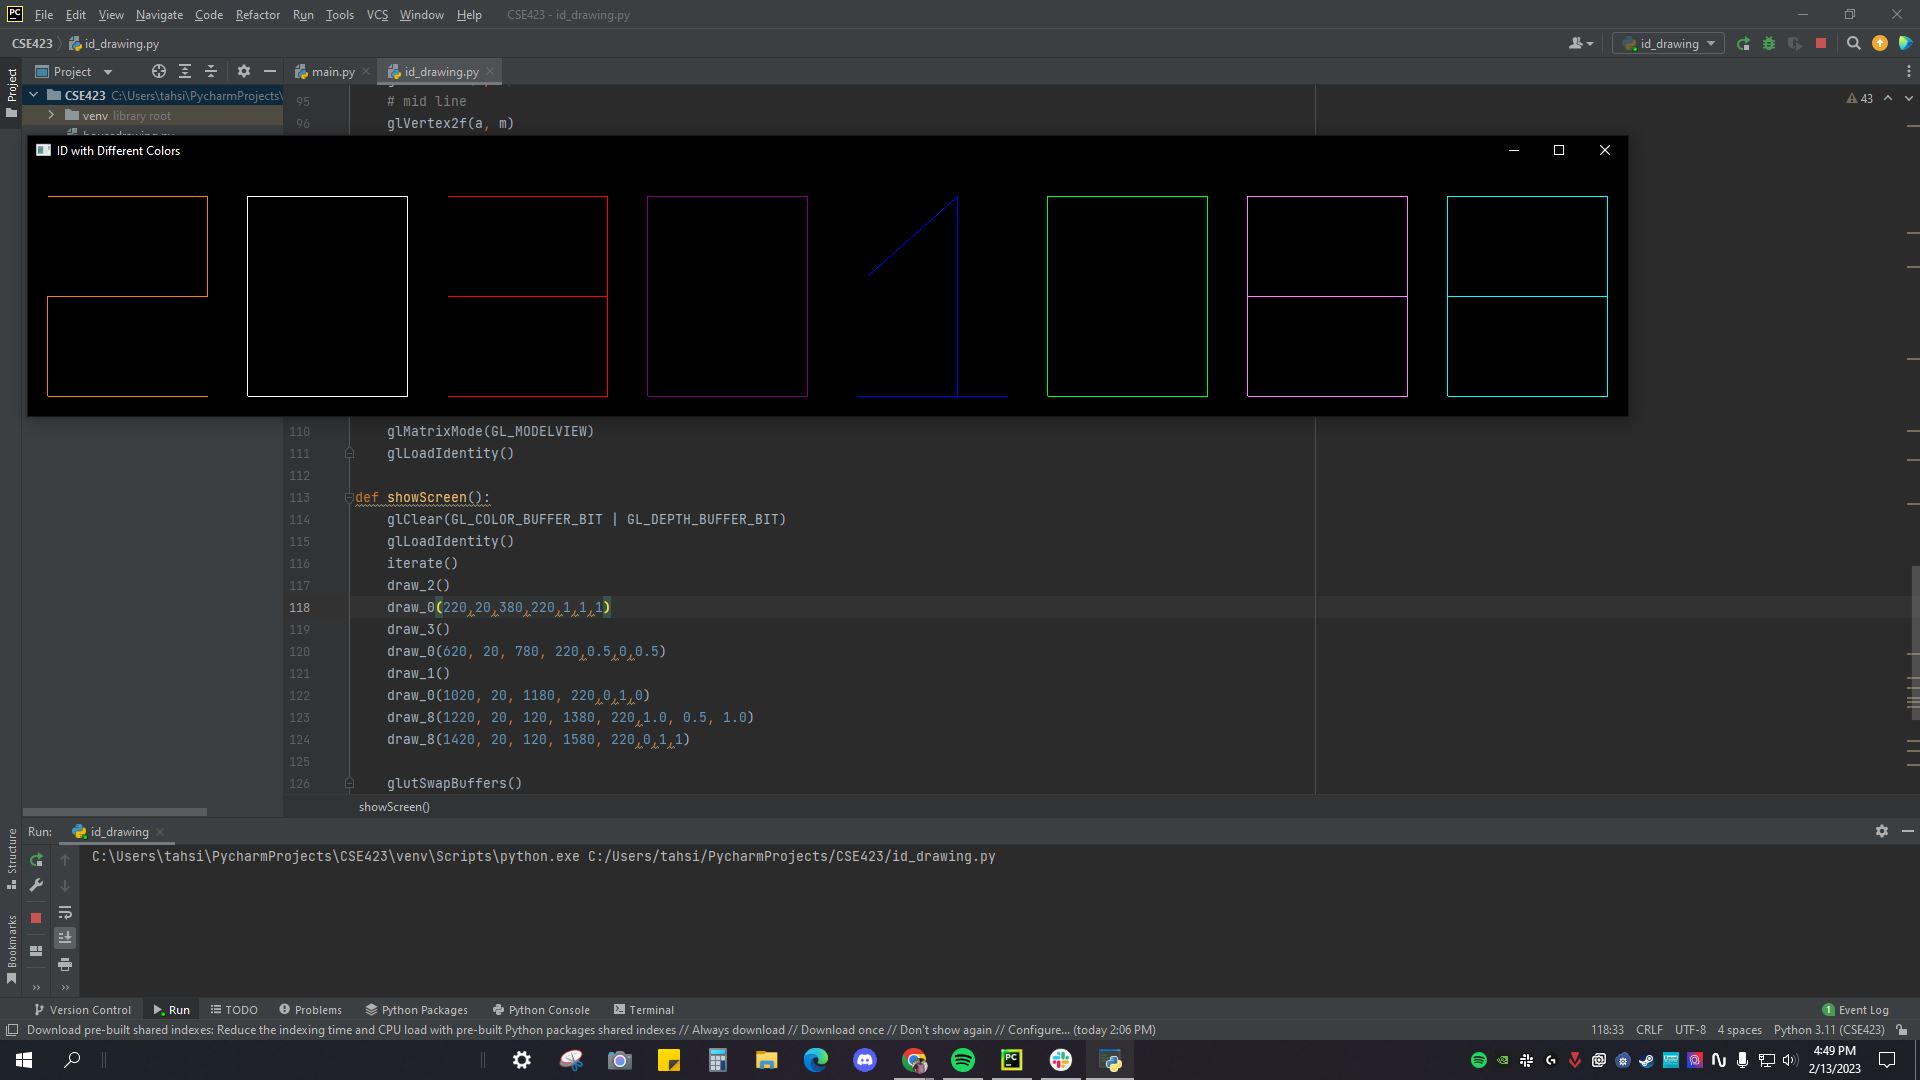 File Edit View Navigate Code Refactor Run Tools VCS Window Help CSE423 - id_drawing.py
CSE423 id_drawing.py id_drawing
Project main.py id_drawing.py
Project
CSE423 C:\Users\tahsi\PycharmProjects\
venv library root
95 # mid line
96 glVertex2f(a, m)
43
ID with Different Colors
2 0 3 0 1 0 8 8
110 glMatrixMode(GL_MODELVIEW)
111 glLoadIdentity()
112
113 def showScreen():
114 glClear(GL_COLOR_BUFFER_BIT | GL_DEPTH_BUFFER_BIT)
115 glLoadIdentity()
116 iterate()
117 draw_2()
118 draw_0(220,20,380,220,1,1,1)
119 draw_3()
120 draw_0(620, 20, 780, 220,0.5,0,0.5)
121 draw_1()
122 draw_0(1020, 20, 1180, 220,0,1,0)
123 draw_8(1220, 20, 120, 1380, 220,1.0, 0.5, 1.0)
124 draw_8(1420, 20, 120, 1580, 220,0,1,1)
125
126 glutSwapBuffers()
showScreen()
Run: id_drawing
Structure
Bookmarks
C:\Users\tahsi\PycharmProjects\CSE423\venv\Scripts\python.exe C:/Users/tahsi/PycharmProjects/CSE423/id_drawing.py
Version Control Run TODO Problems Python Packages Python Console Terminal 1 Event Log
Download pre-built shared indexes: Reduce the indexing time and CPU load with pre-built Python packages shared indexes // Always download // Download once // Don't show again // Configure... (today 2:06 PM) 118:33 CRLF UTF-8 4 spaces Python 3.11 (CSE423)
4:49 PM
2/13/2023